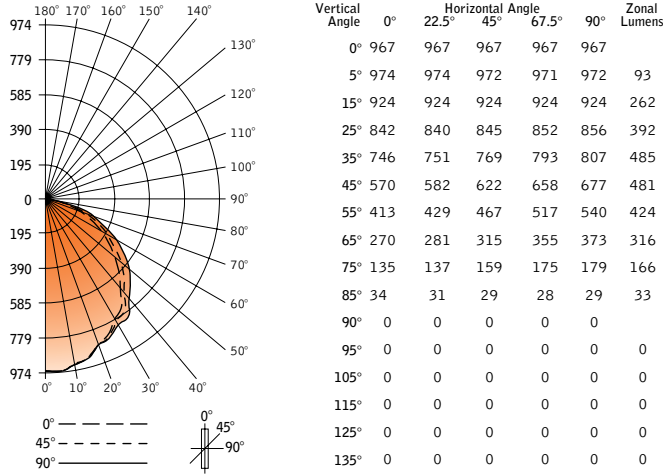 180° 170° 160° 150° 140°
974
779
585
390
195
0
195
390
585
779
974
130°
120°
110°
100°
90°
80°
70°
60°
50°
0° 10° 20° 30° 40°
0°
45°
90°
0°
45°
90°
Vertical Angle Horizontal Angle Zonal Lumens
0° 22.5° 45° 67.5° 90°
0° 967 967 967 967 967
5° 974 974 972 971 972 93
15° 924 924 924 924 924 262
25° 842 840 845 852 856 392
35° 746 751 769 793 807 485
45° 570 582 622 658 677 481
55° 413 429 467 517 540 424
65° 270 281 315 355 373 316
75° 135 137 159 175 179 166
85° 34 31 29 28 29 33
90° 0 0 0 0 0
95° 0 0 0 0 0 0
105° 0 0 0 0 0 0
115° 0 0 0 0 0 0
125° 0 0 0 0 0 0
135° 0 0 0 0 0 0